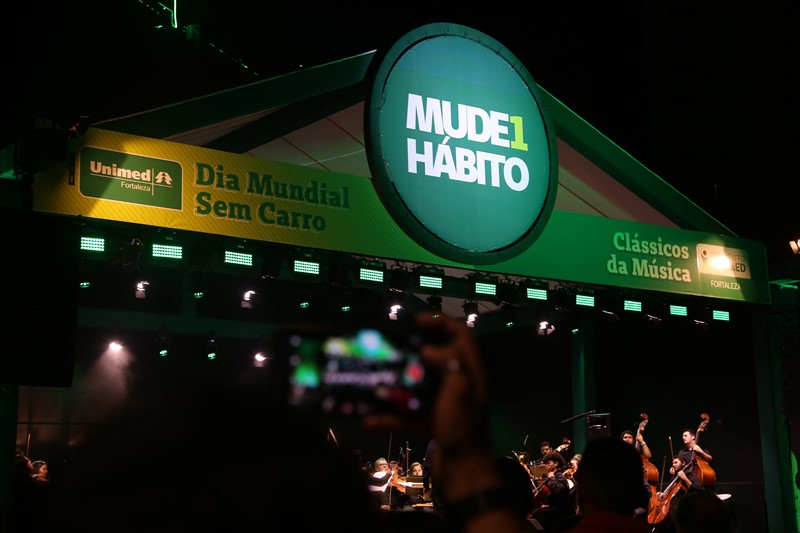 MUDE1
HÁBITO
Unimed
Fortaleza
Dia Mundial
Sem Carro
Clássicos
da Música
FORTALEZA